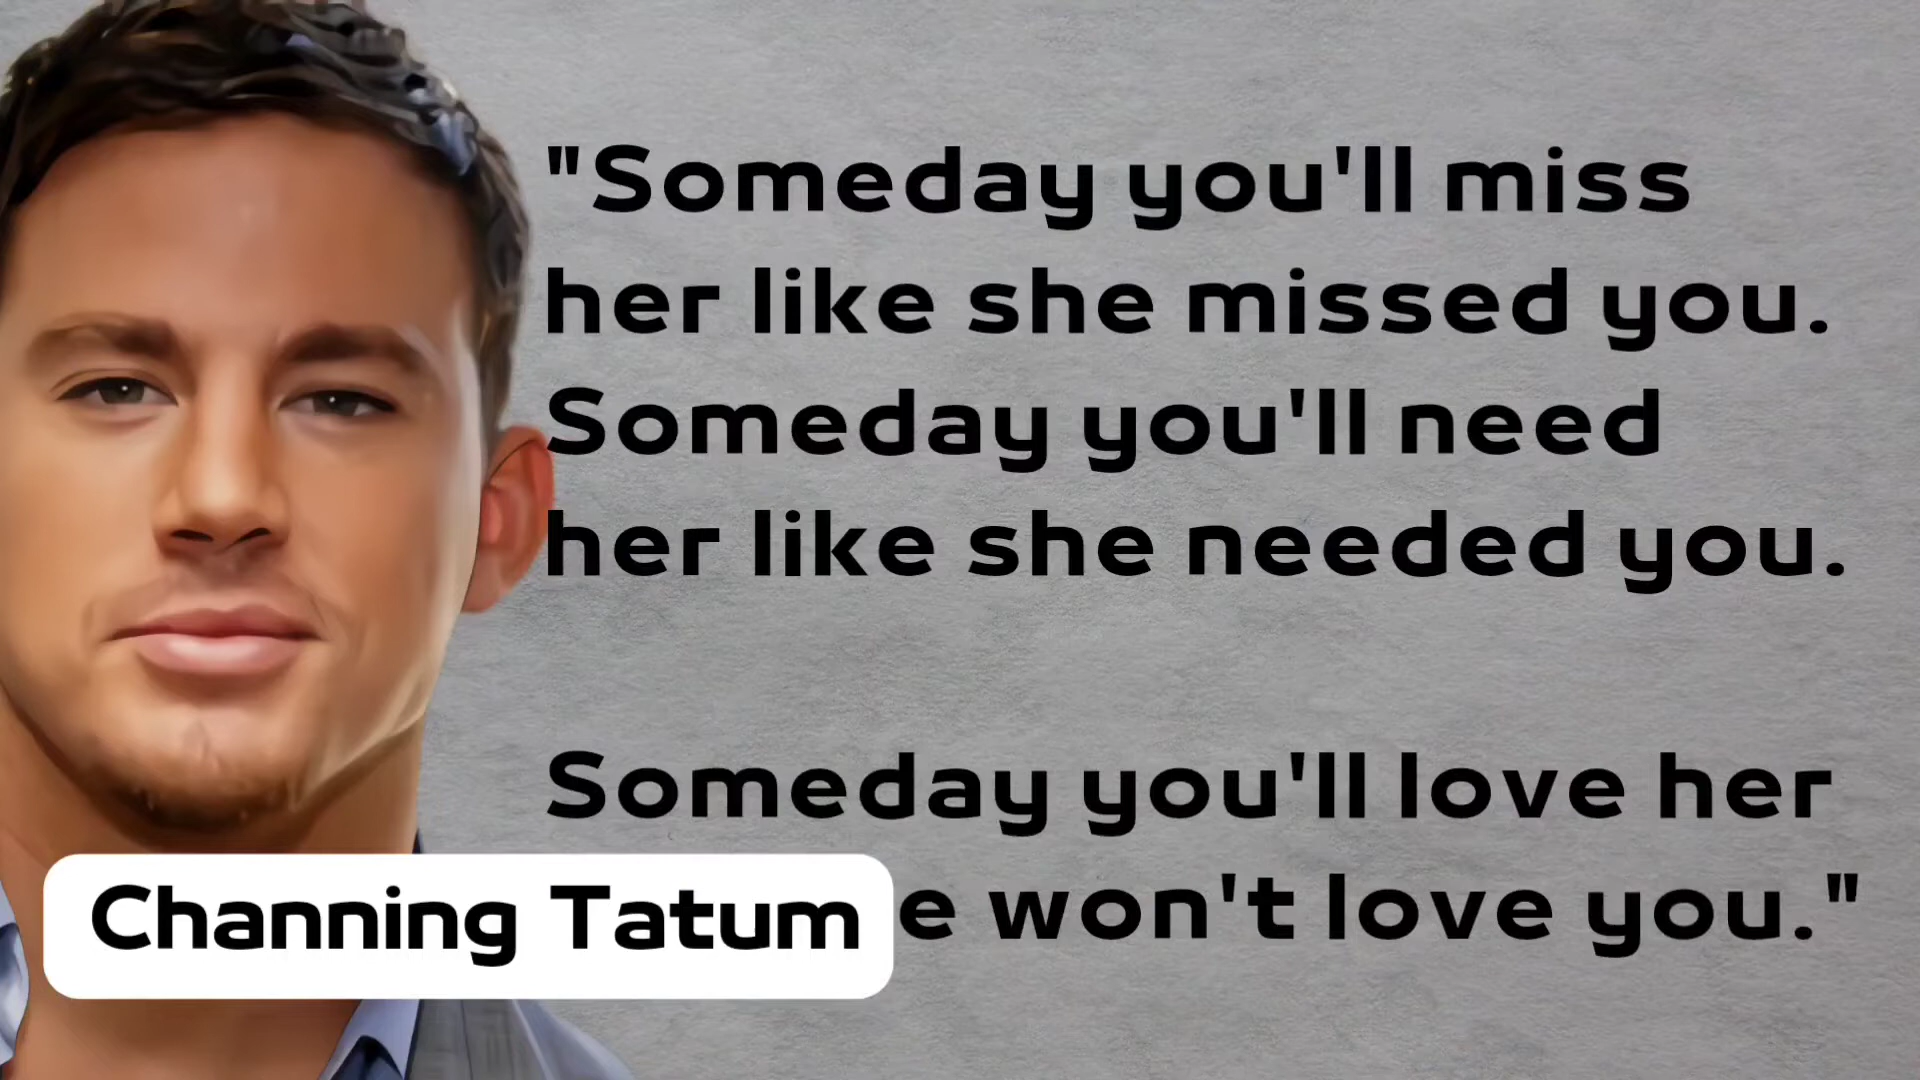 "Someday you'll miss
her like she missed you.
Someday you'll need
her like she needed you.
Someday you'll love her
e won't love you."
Channing Tatum